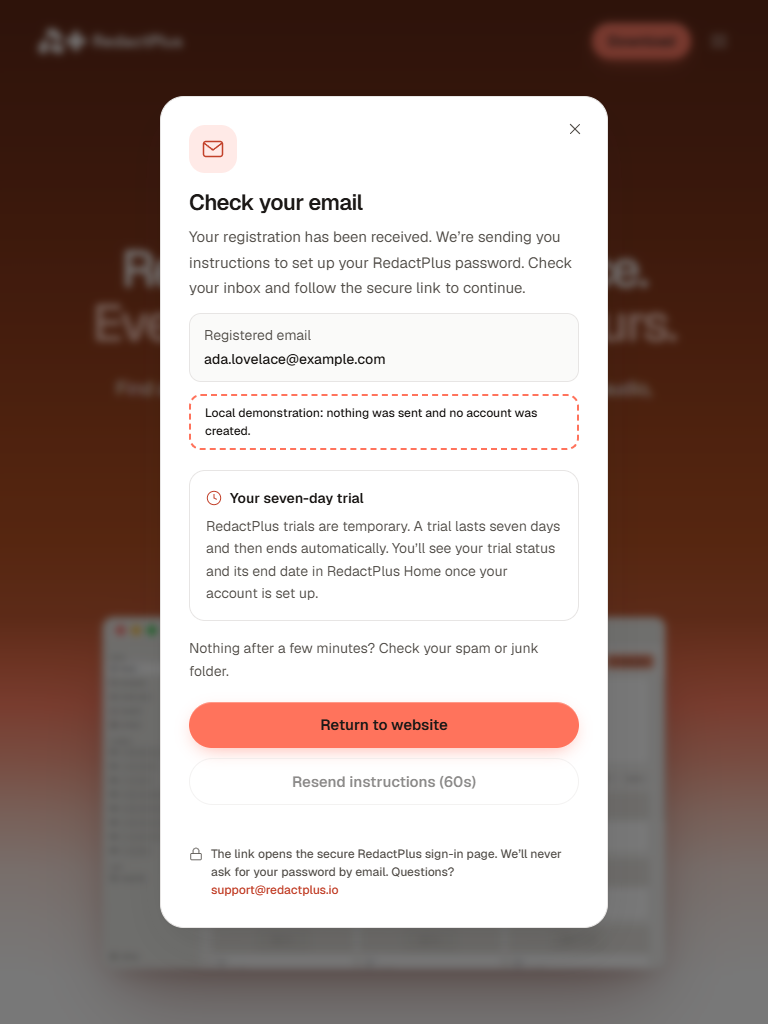 RedactPlus
Download
Check your email
Your registration has been received. We’re sending you
instructions to set up your RedactPlus password. Check
your inbox and follow the secure link to continue.
Registered email
ada.lovelace@example.com
Local demonstration: nothing was sent and no account was
created.
Your seven-day trial
RedactPlus trials are temporary. A trial lasts seven days
and then ends automatically. You’ll see your trial status
and its end date in RedactPlus Home once your
account is set up.
Nothing after a few minutes? Check your spam or junk
folder.
Return to website
Resend instructions (60s)
The link opens the secure RedactPlus sign-in page. We’ll never
ask for your password by email. Questions?
support@redactplus.io